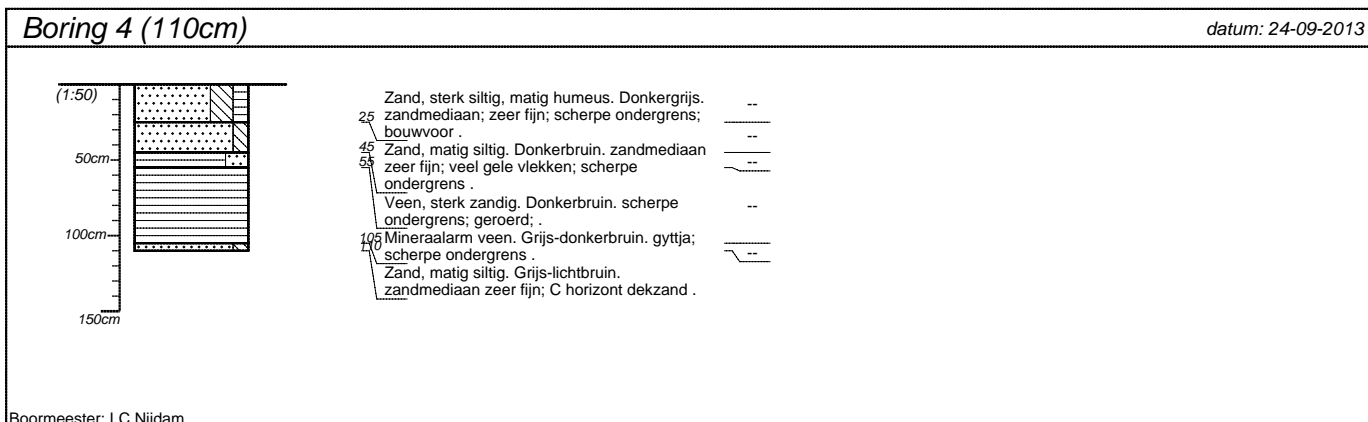 Boring 4 (110cm)
datum: 24-09-2013
(1:50)
50cm
100cm
150cm
25
45
55
105
110
Zand, sterk siltig, matig humeus. Donkergrijs.
zandmediaan; zeer fijn; scherpe ondergrens;
bouwvoor .
Zand, matig siltig. Donkerbruin. zandmediaan
zeer fijn; veel gele vlekken; scherpe
ondergrens .
Veen, sterk zandig. Donkerbruin. scherpe
ondergrens; geroerd; .
Mineraalarm veen. Grijs-donkerbruin. gyttja;
scherpe ondergrens .
Zand, matig siltig. Grijs-lichtbruin.
zandmediaan zeer fijn; C horizont dekzand .
--
--
--
--
--
Boormeester: LC Nijdam